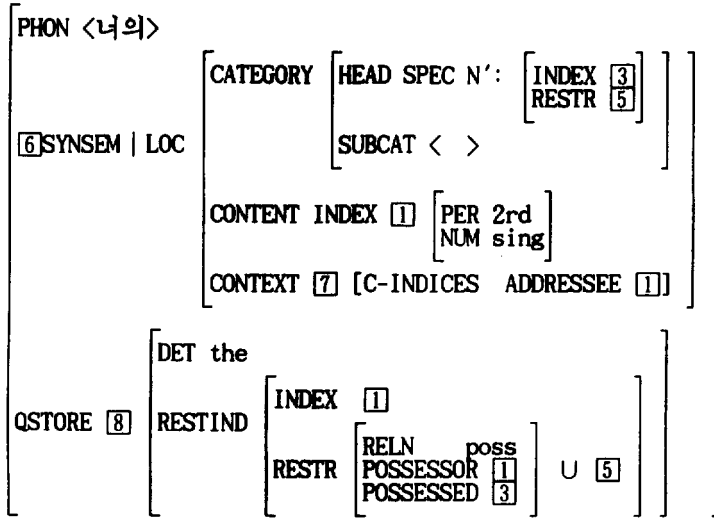 PHON <너의>
CATEGORY HEAD SPEC N': INDEX 3
RESTR 5
6 SYNSEM | LOC SUBCAT < >
CONTENT INDEX 1 PER 2rd
NUM sing
CONTEXT 7 [C-INDICES ADDRESSEE 1]
DET the
INDEX 1
QSTORE 8 RESTIND
RELN poss
RESTR POSSESSOR 1 ∪ 5
POSSESSED 3